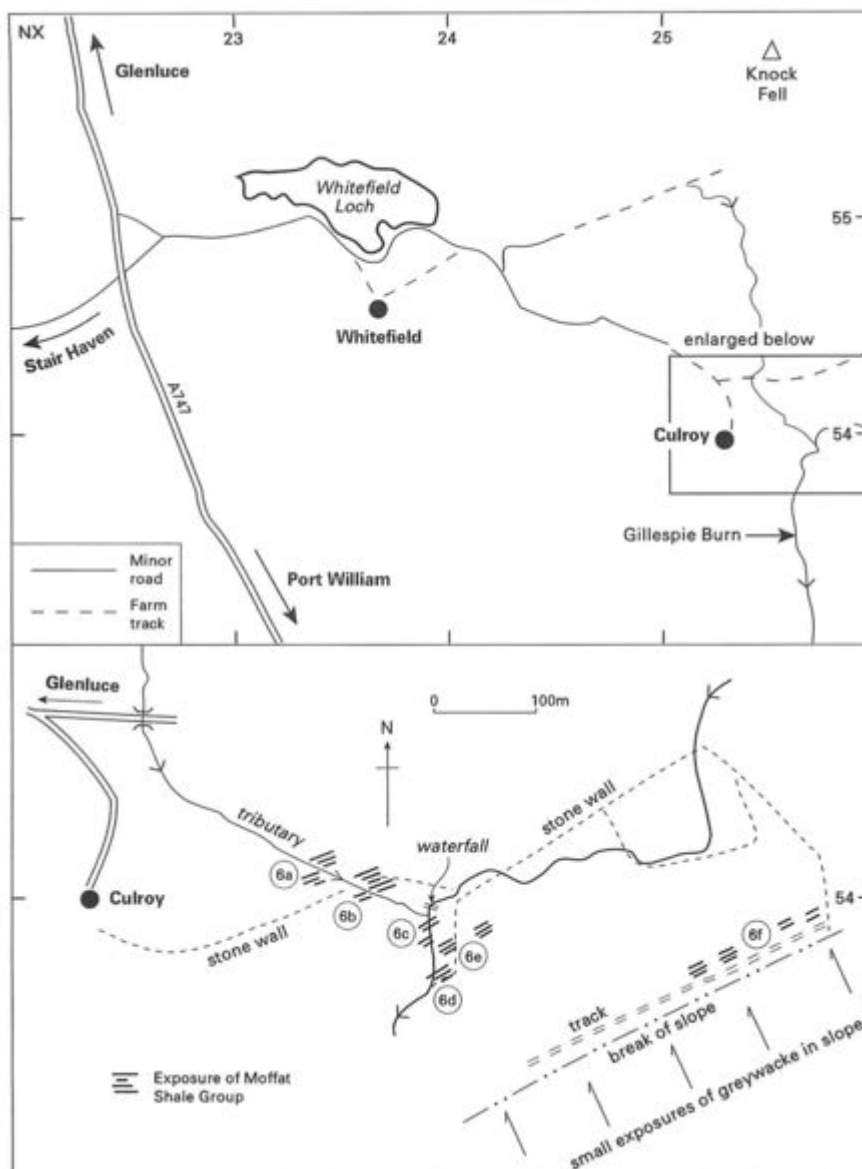 NX
23
24
25
Glenluce
Knock
Fell
Whitefield
Loch
55
Stair Haven
Whitefield
enlarged below
A747
Culroy
54
Gillespie Burn
Minor
road
Port William
Farm
track
Glenluce
0
100m
N
tributary
stone wall
waterfall
6a
Culroy
6b
6c
6f
54
stone wall
6e
6d
track
break of slope
Exposure of Moffat
Shale Group
small exposures of greywacke in slope